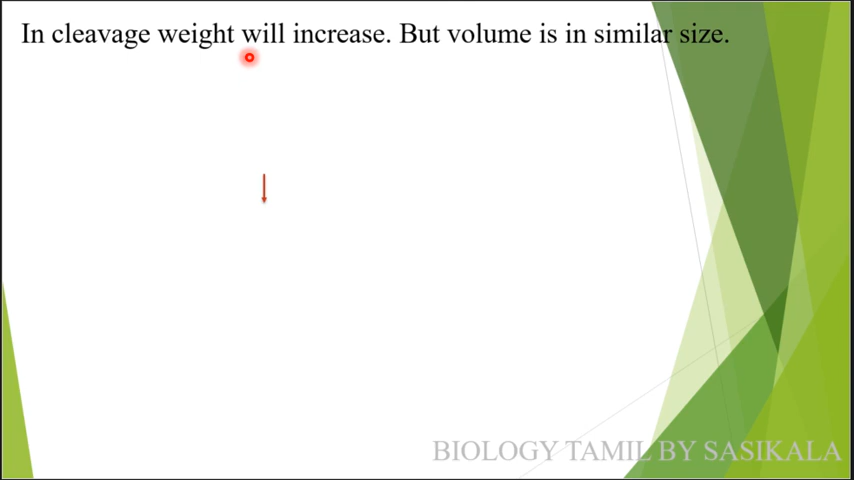 In cleavage weight will increase. But volume is in similar size.
BIOLOGY TAMIL BY SASIKALA